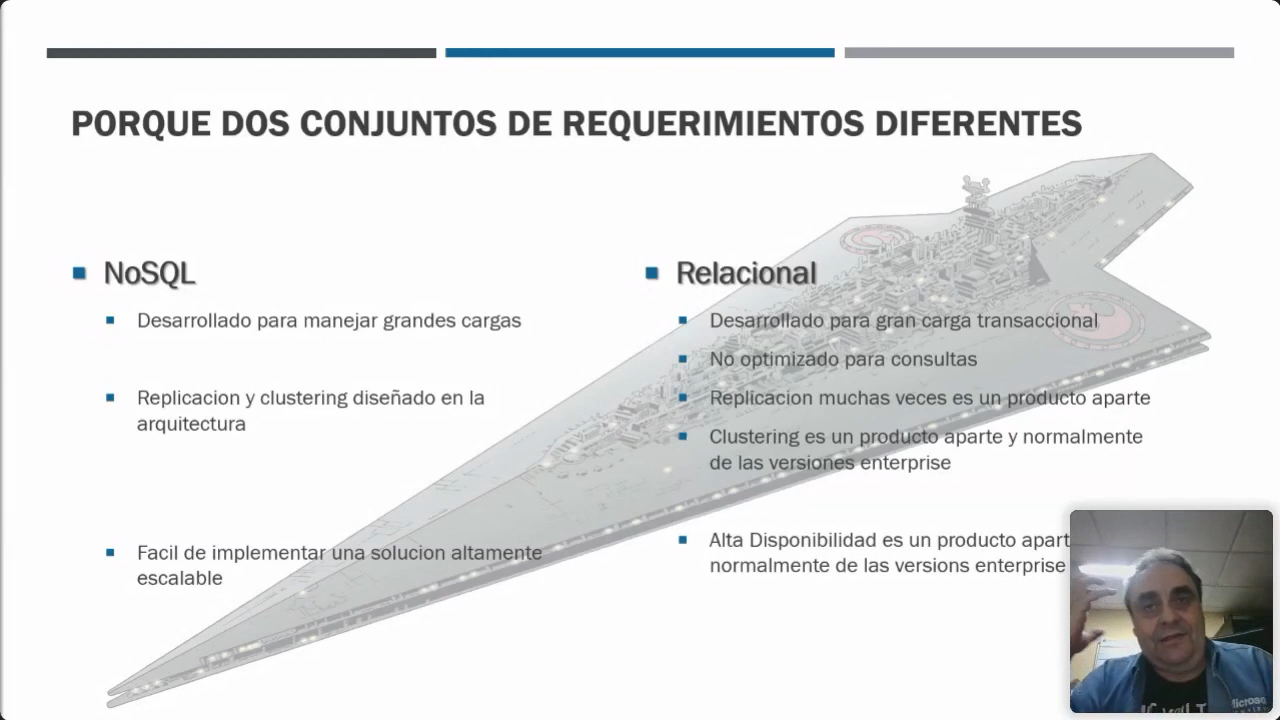 PORQUE DOS CONJUNTOS DE REQUERIMIENTOS DIFERENTES
NoSQL
Desarrollado para manejar grandes cargas
Replicacion y clustering diseñado en la
arquitectura
Facil de implementar una solucion altamente
escalable
Relacional
Desarrollado para gran carga transaccional
No optimizado para consultas
Replicacion muchas veces es un producto aparte
Clustering es un producto aparte y normalmente
de las versiones enterprise
Alta Disponibilidad es un producto apart
normalmente de las versions enterprise